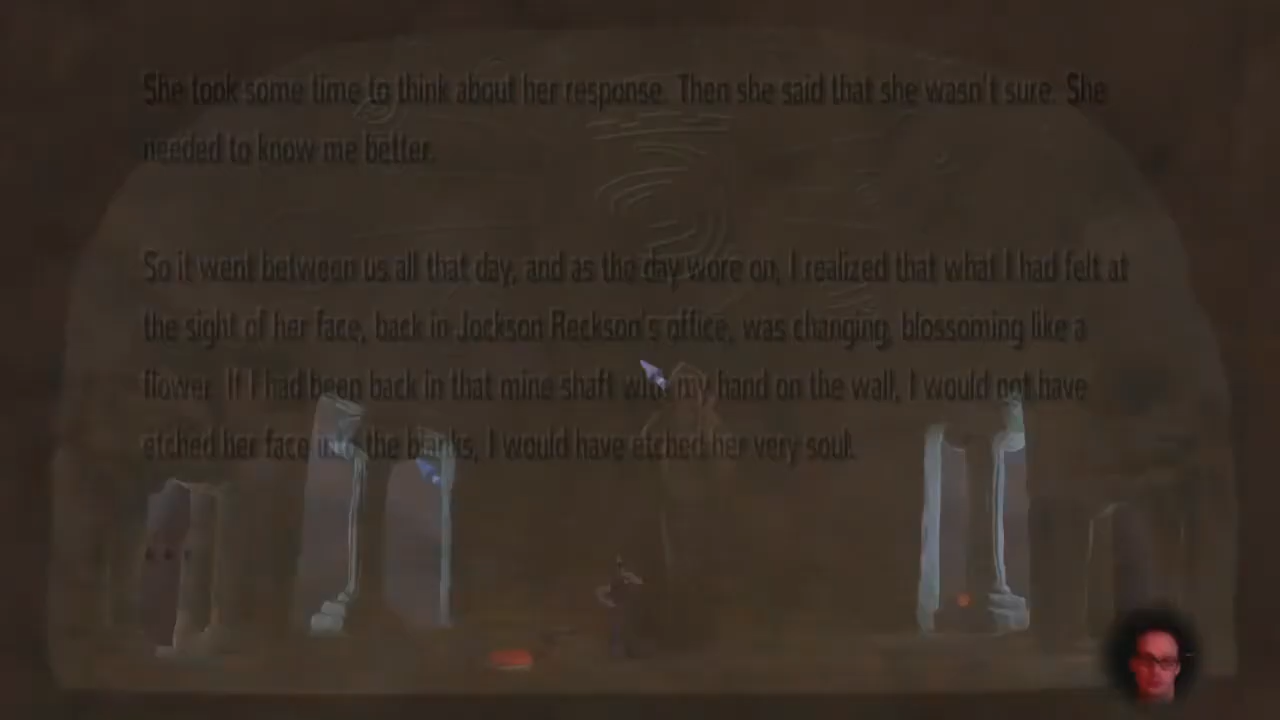 She took some time to think about her response. Then she said that she wasn't sure. She
needed to know me better.
So it went between us all that day, and as the day wore on, I realized that what I had felt at
the sight of her face, back in Jockson Reckson's office, was changing, blossoming like a
flower. If I had been back in that mine shaft with my hand on the wall, I would not have
etched her face into the blanks, I would have etched her very soul.